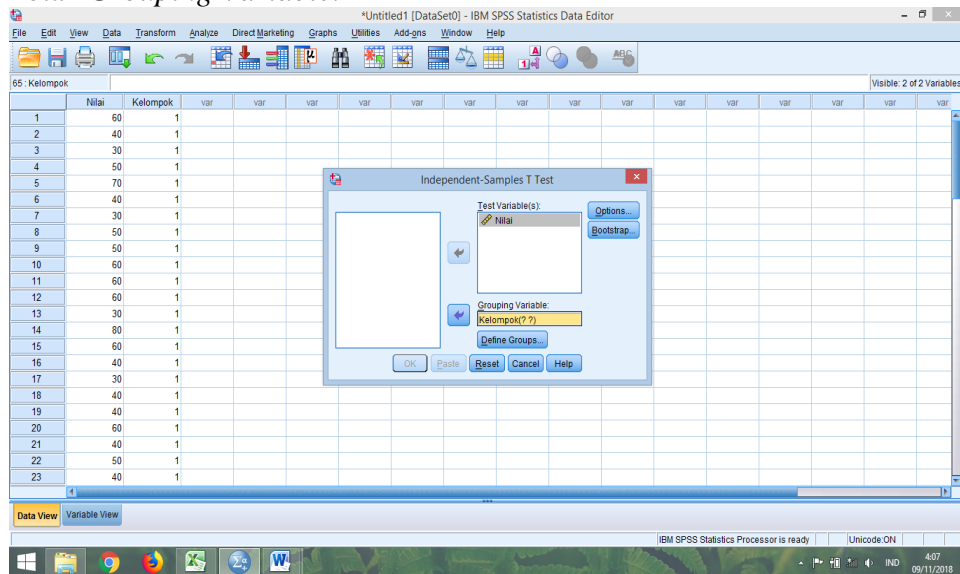 *Untitled1 [DataSet0] - IBM SPSS Statistics Data Editor
File Edit View Data Transform Analyze Direct Marketing Graphs Utilities Add-ons Window Help
65 : Kelompok
Visible: 2 of 2 Variables
Nilai Kelompok var var var var var var var var var var var var var var
1 60 1
2 40 1
3 30 1
4 50 1
5 70 1
6 40 1
7 30 1
8 50 1
9 50 1
10 60 1
11 60 1
12 60 1
13 30 1
14 80 1
15 60 1
16 40 1
17 30 1
18 40 1
19 40 1
20 60 1
21 40 1
22 50 1
23 40 1
Independent-Samples T Test
Test Variable(s):
Nilai
Options...
Bootstrap...
Grouping Variable:
Kelompok(? ?)
Define Groups...
OK Paste Reset Cancel Help
Data View Variable View
IBM SPSS Statistics Processor is ready Unicode:ON
IND
4:07
09/11/2018